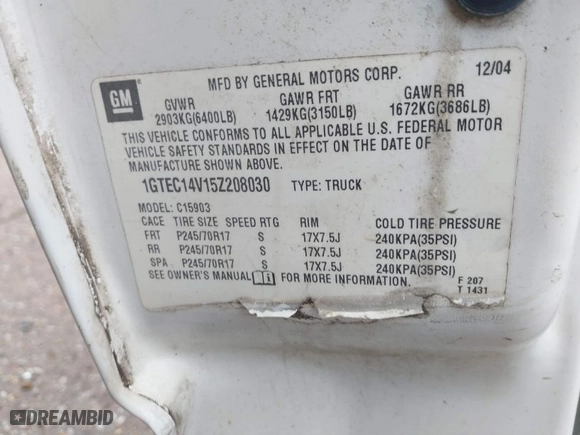 MFD BY GENERAL MOTORS CORP. 12/04
GM
GVWR GAWR FRT GAWR RR
2903KG(6400LB) 1429KG(3150LB) 1672KG(3686LB)
THIS VEHICLE CONFORMS TO ALL APPLICABLE U.S. FEDERAL MOTOR
VEHICLE SAFETY STANDARDS IN EFFECT ON THE DATE OF
MANUFACTURE SHOWN ABOVE.
1GTEC14V15Z208030 TYPE: TRUCK
MODEL: C15903
CACE TIRE SIZE SPEED RTG RIM COLD TIRE PRESSURE
FRT P245/70R17 S 17X7.5J 240KPA(35PSI)
RR P245/70R17 S 17X7.5J 240KPA(35PSI)
SPA P245/70R17 S 17X7.5J 240KPA(35PSI)
SEE OWNER'S MANUAL FOR MORE INFORMATION.
F 207
T 1431
DREAMBID